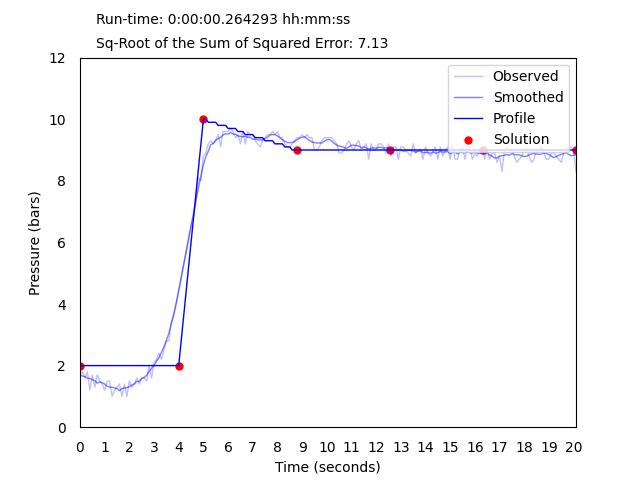 Run-time: 0:00:00.264293 hh:mm:ss
Sq-Root of the Sum of Squared Error: 7.13
12
10
8
6
4
2
0
Pressure (bars)
Observed
Smoothed
Profile
Solution
0 1 2 3 4 5 6 7 8 9 10 11 12 13 14 15 16 17 18 19 20
Time (seconds)